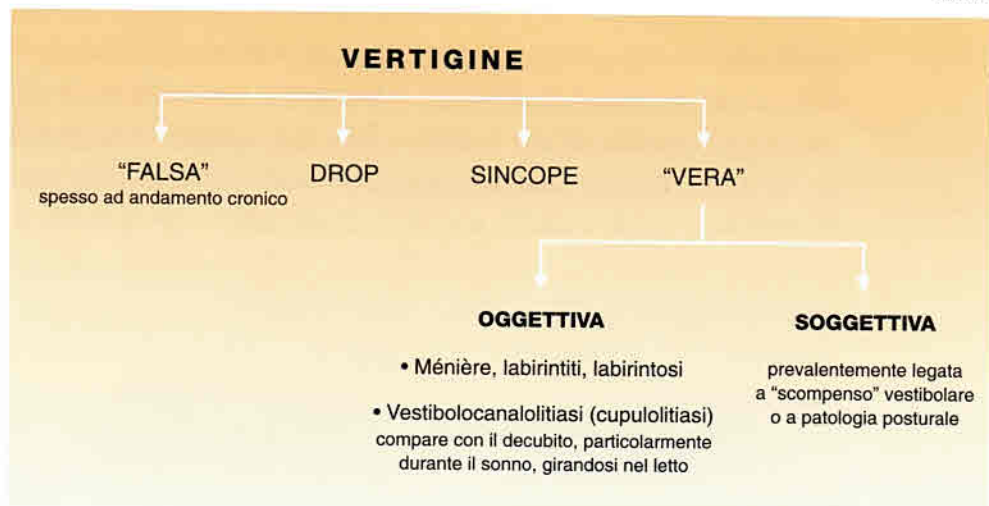 VERTIGINE
“FALSA” DROP SINCOPE “VERA”
spesso ad andamento cronico
OGGETTIVA
• Ménière, labirintiti, labirintosi
• Vestibolocanalolitiasi (cupulolitiasi)
compare con il decubito, particolarmente
durante il sonno, girandosi nel letto
SOGGETTIVA
prevalentemente legata
a “scompenso” vestibolare
o a patologia posturale